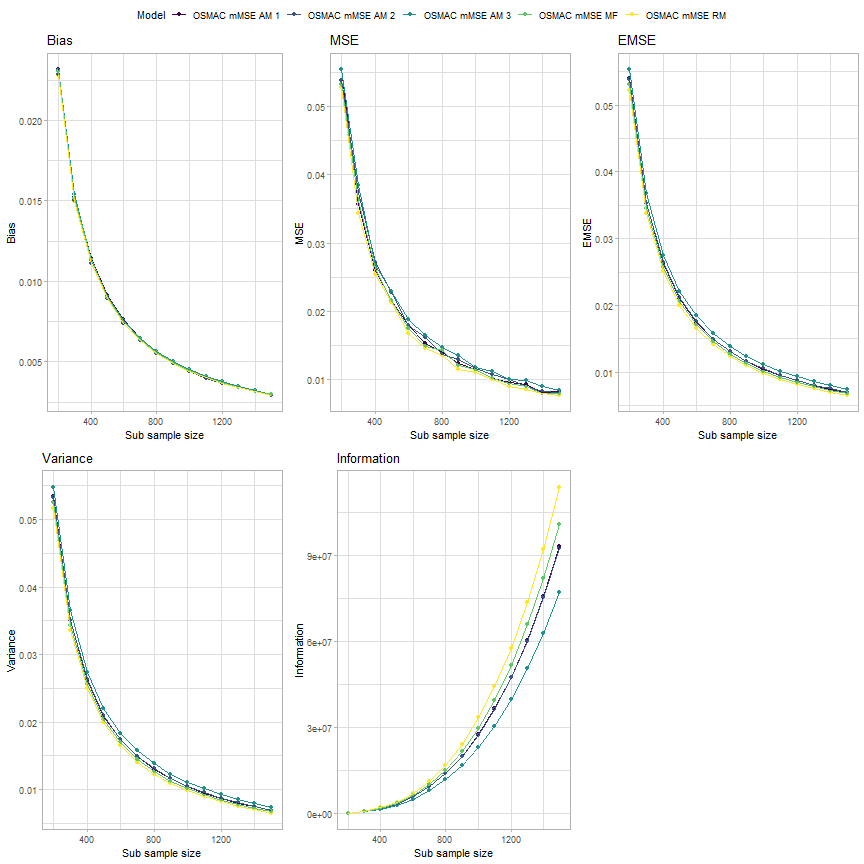 Model OSMAC mMSE AM 1 OSMAC mMSE AM 2 OSMAC mMSE AM 3 OSMAC mMSE MF OSMAC mMSE RM
Bias
0.020
0.015
0.010
0.005
Bias
400 1200
Sub sample size
MSE
0.05
0.04
0.03
0.02
0.01
MSE
400 1200
Sub sample size
EMSE
0.05
0.04
0.03
0.02
0.01
EMSE
400 1200
Sub sample size
Variance
0.05
0.04
0.03
0.02
0.01
Variance
400 1200
Sub sample size
Information
9e+07
6e+07
3e+07
0e+00
Information
400 1200
Sub sample size